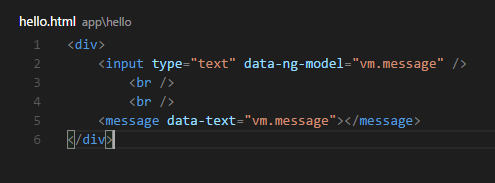 hello.html app\hello
1 <div>
2 <input type="text" data-ng-model="vm.message" />
3 <br />
4 <br />
5 <message data-text="vm.message"></message>
6 </div>